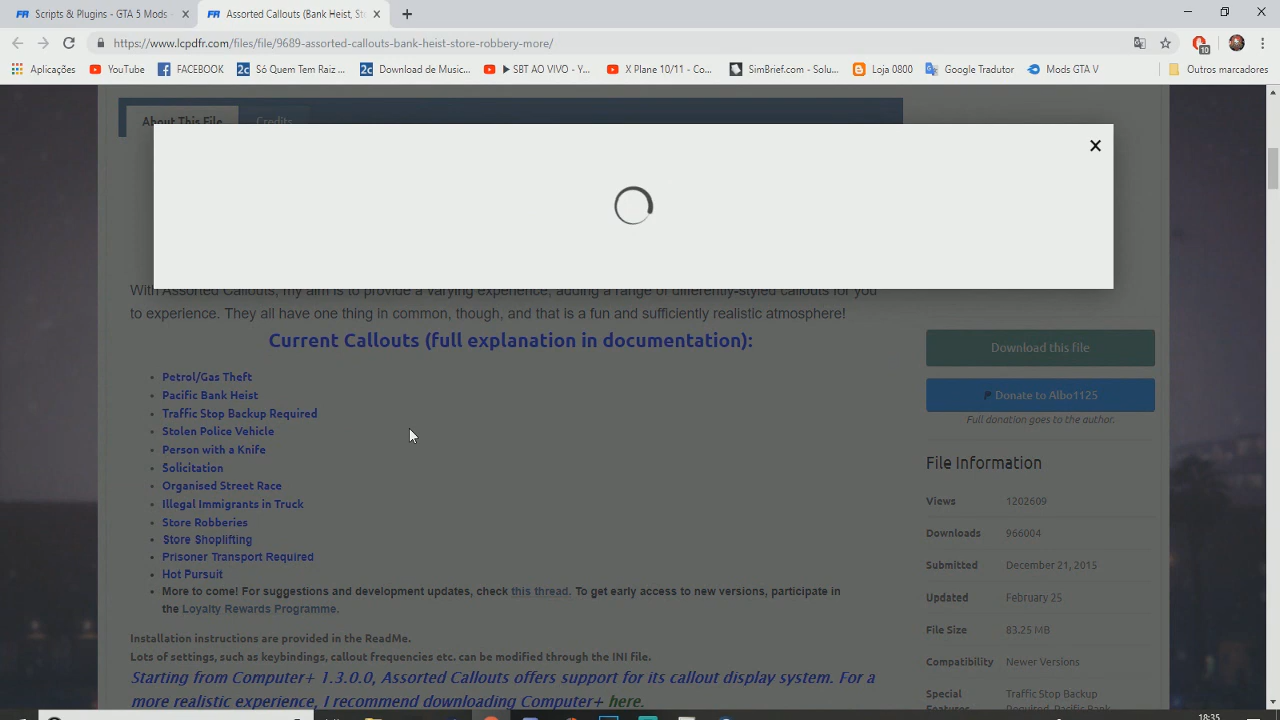 Scripts & Plugins - GTA 5 Mods
Assorted Callouts (Bank Heist, St
https://www.lcpdfr.com/files/file/9689-assorted-callouts-bank-heist-store-robbery-more/
10
Aplicações
YouTube
FACEBOOK
Só Quem Tem Raiz ...
Download de Music...
► SBT AO VIVO - Y...
X Plane 10/11 - Co...
SimBrief.com - Solu...
Loja 0800
Google Tradutor
Mods GTA V
Outros marcadores
About This File
Credits
With Assorted Callouts, my aim is to provide a varying experience, adding a range of differently-styled callouts for you
to experience. They all have one thing in common, though, and that is a fun and sufficiently realistic atmosphere!
Current Callouts (full explanation in documentation):
Petrol/Gas Theft
Pacific Bank Heist
Traffic Stop Backup Required
Stolen Police Vehicle
Person with a Knife
Solicitation
Organised Street Race
Illegal Immigrants in Truck
Store Robberies
Store Shoplifting
Prisoner Transport Required
Hot Pursuit
More to come! For suggestions and development updates, check this thread. To get early access to new versions, participate in
the Loyalty Rewards Programme.
Installation instructions are provided in the ReadMe.
Lots of settings, such as keybindings, callout frequencies etc. can be modified through the INI file.
Starting from Computer+ 1.3.0.0, Assorted Callouts offers support for its callout display system. For a
more realistic experience, I recommend downloading Computer+ here.
Download this file
Donate to Albo1125
Full donation goes to the author.
File Information
Views 1202609
Downloads 966004
Submitted December 21, 2015
Updated February 25
File Size 83.25 MB
Compatibility Newer Versions
Special Traffic Stop Backup
Features Required, Pacific Bank
18:35